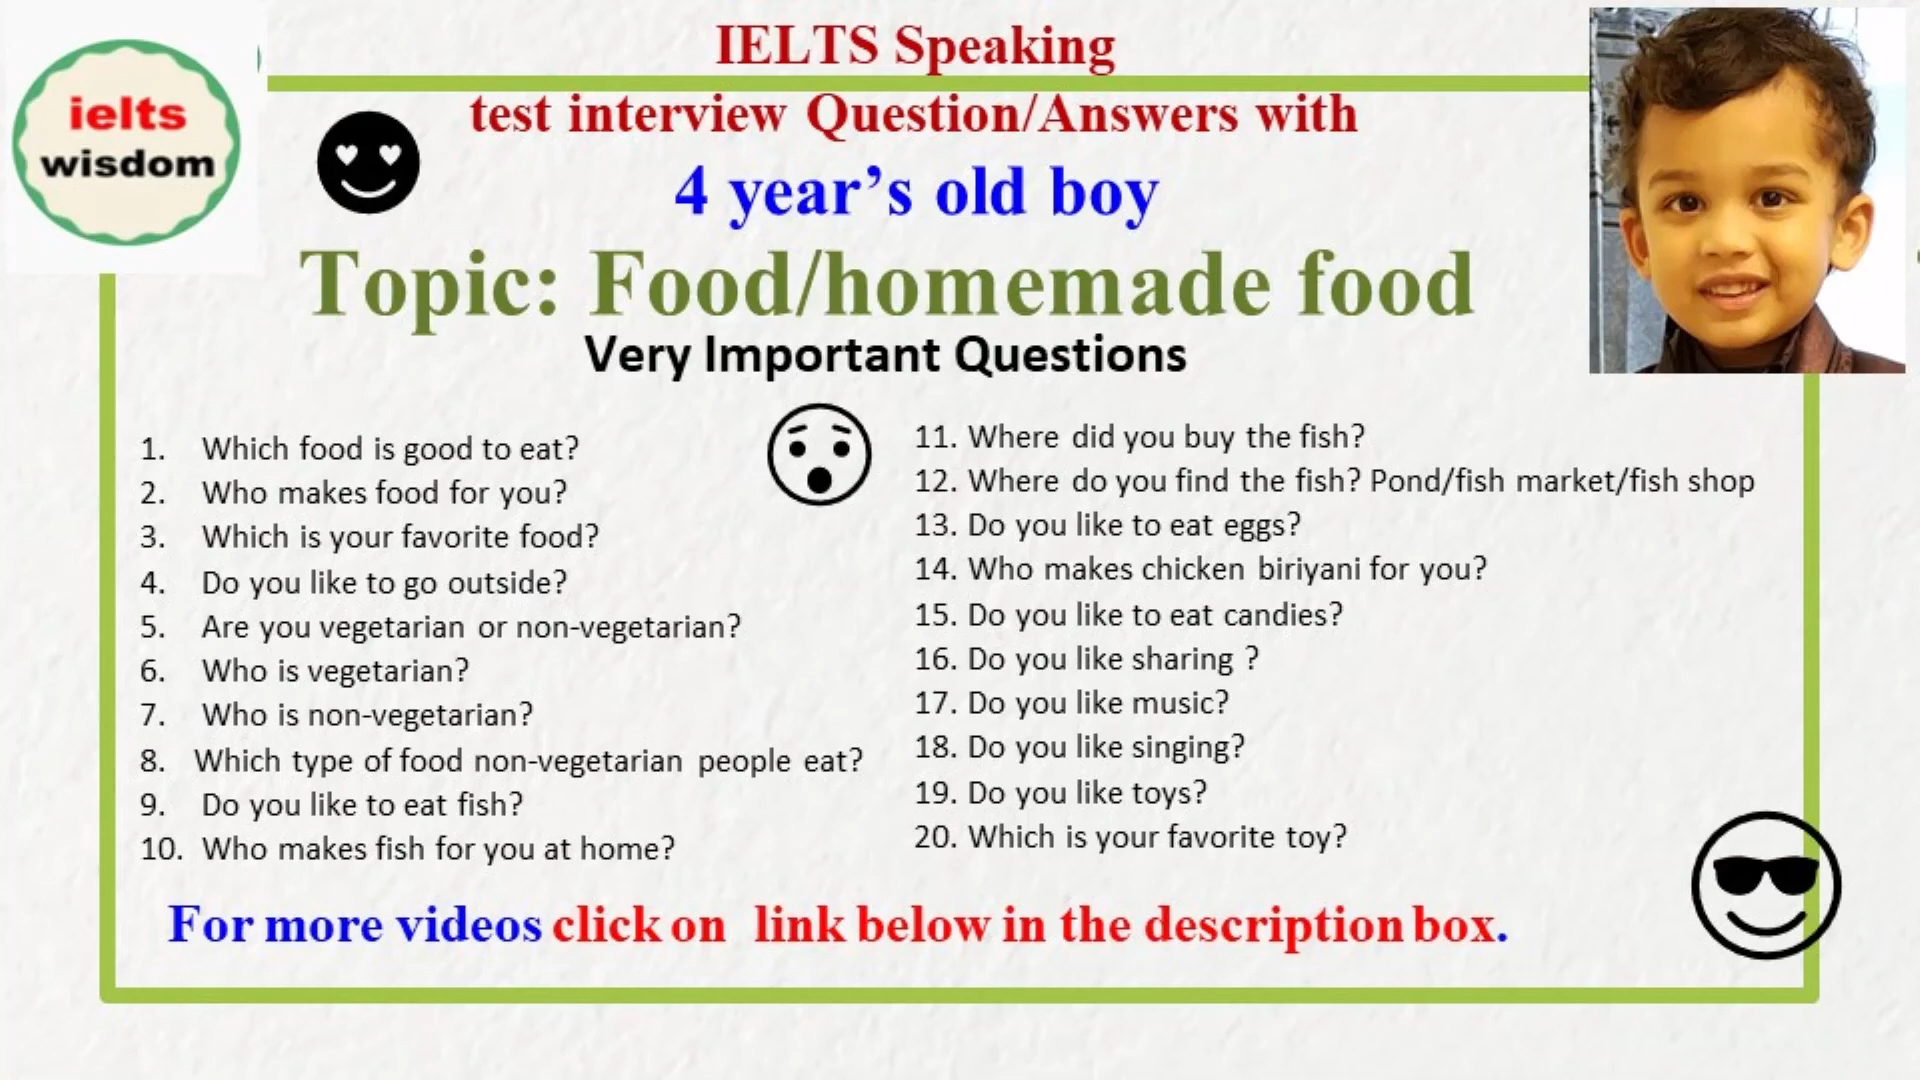 ielts
wisdom
IELTS Speaking
test interview Question/Answers with
4 year’s old boy
Topic: Food/homemade food
Very Important Questions
1. Which food is good to eat?
2. Who makes food for you?
3. Which is your favorite food?
4. Do you like to go outside?
5. Are you vegetarian or non-vegetarian?
6. Who is vegetarian?
7. Who is non-vegetarian?
8. Which type of food non-vegetarian people eat?
9. Do you like to eat fish?
10. Who makes fish for you at home?
11. Where did you buy the fish?
12. Where do you find the fish? Pond/fish market/fish shop
13. Do you like to eat eggs?
14. Who makes chicken biriyani for you?
15. Do you like to eat candies?
16. Do you like sharing ?
17. Do you like music?
18. Do you like singing?
19. Do you like toys?
20. Which is your favorite toy?
For more videos click on link below in the description box.